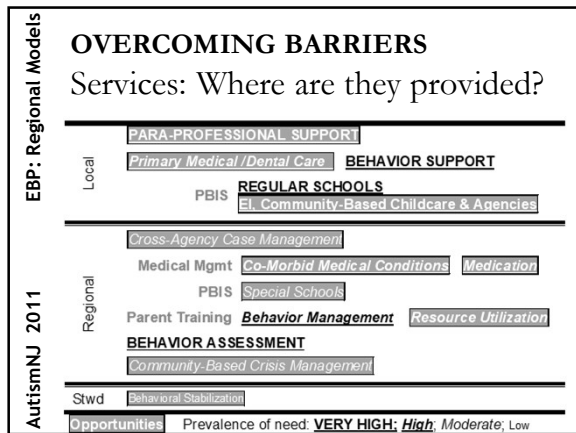 OVERCOMING BARRIERS
Services: Where are they provided?
EBP: Regional Models
AutismNJ 2011
Local
PARA-PROFESSIONAL SUPPORT
Primary Medical /Dental Care BEHAVIOR SUPPORT
PBIS REGULAR SCHOOLS
EI, Community-Based Childcare & Agencies
Regional
Cross-Agency Case Management
Medical Mgmt Co-Morbid Medical Conditions Medication
PBIS Special Schools
Parent Training Behavior Management Resource Utilization
BEHAVIOR ASSESSMENT
Community-Based Crisis Management
Stwd Behavioral Stabilization
Opportunities Prevalence of need: VERY HIGH; High; Moderate; Low